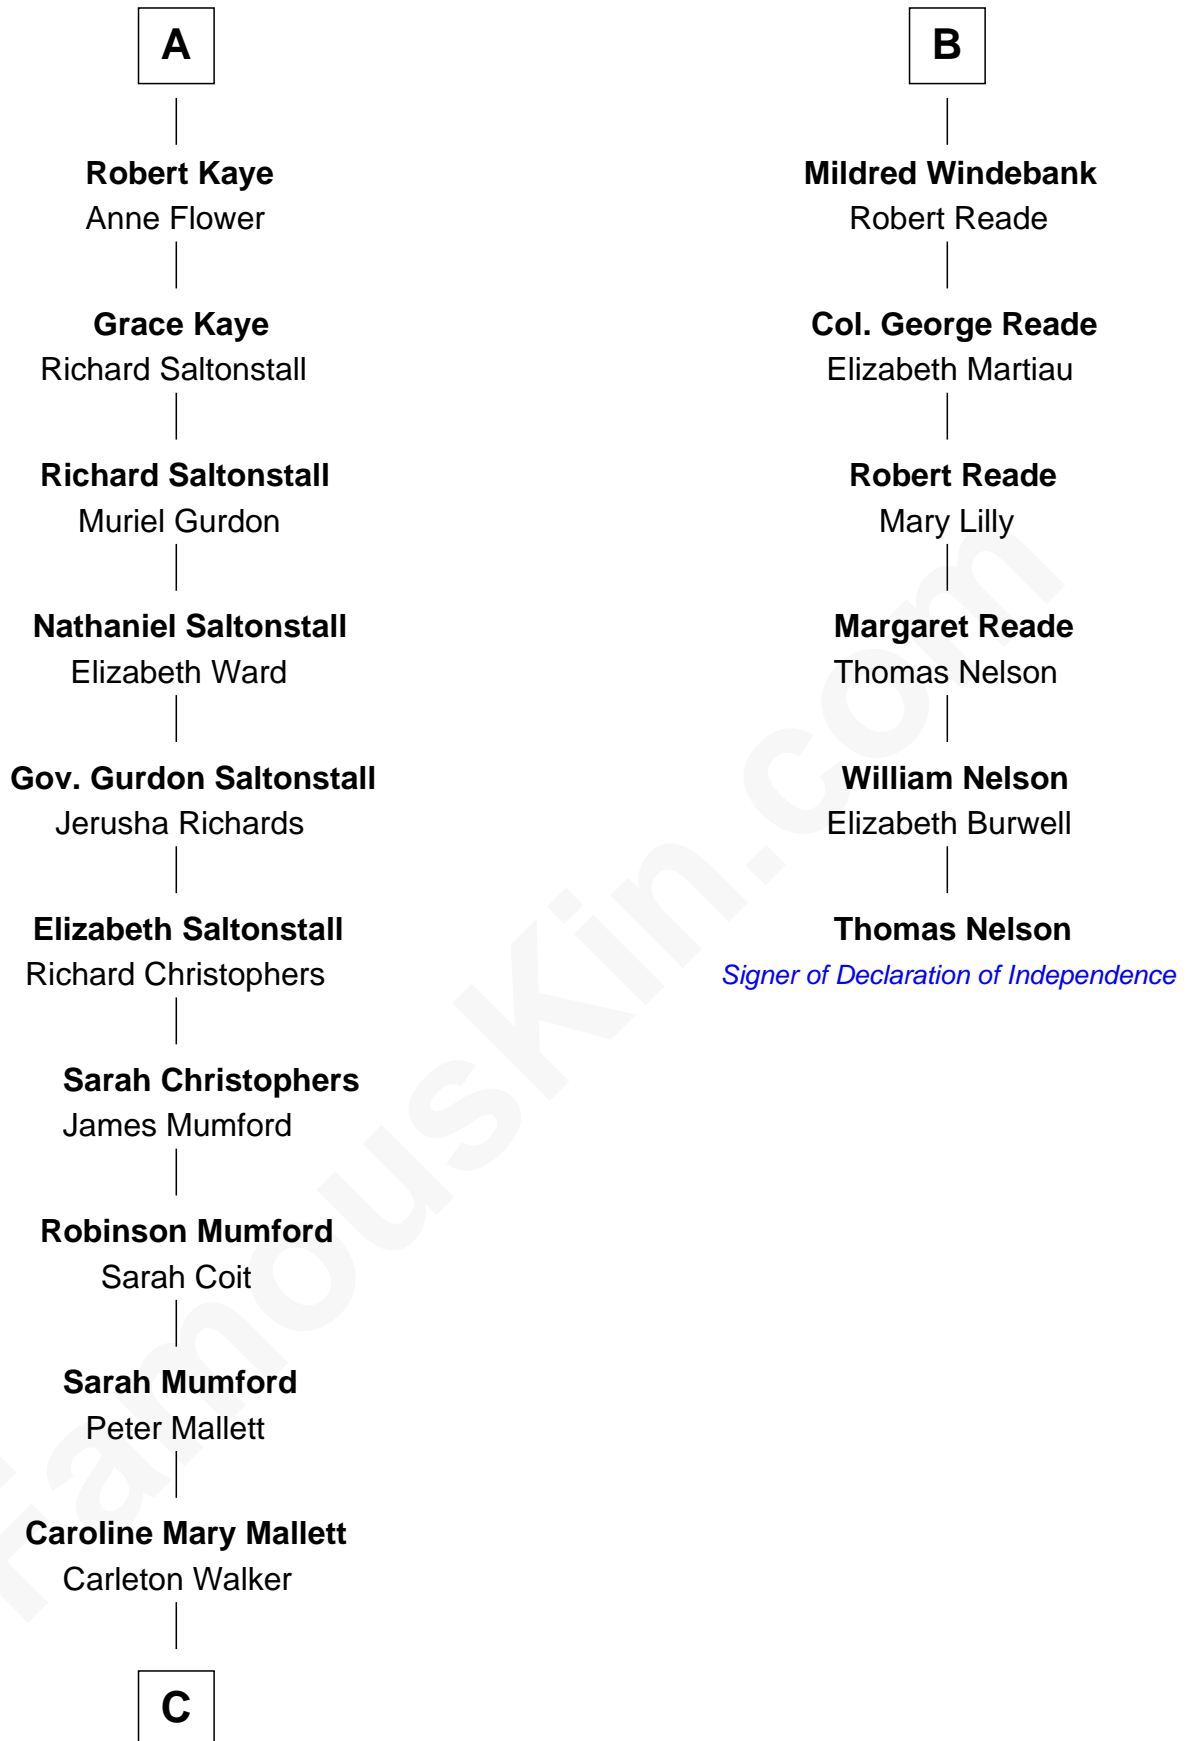 A
Robert Kaye
Anne Flower
Grace Kaye
Richard Saltonstall
Richard Saltonstall
Muriel Gurdon
Nathaniel Saltonstall
Elizabeth Ward
Gov. Gurdon Saltonstall
Jerusha Richards
Elizabeth Saltonstall
Richard Christophers
Sarah Christophers
James Mumford
Robinson Mumford
Sarah Coit
Sarah Mumford
Peter Mallett
Caroline Mary Mallett
Carleton Walker
C
B
Mildred Windebank
Robert Reade
Col. George Reade
Elizabeth Martiau
Robert Reade
Mary Lilly
Margaret Reade
Thomas Nelson
William Nelson
Elizabeth Burwell
Thomas Nelson
Signer of Declaration of Independence
FamousKin.com